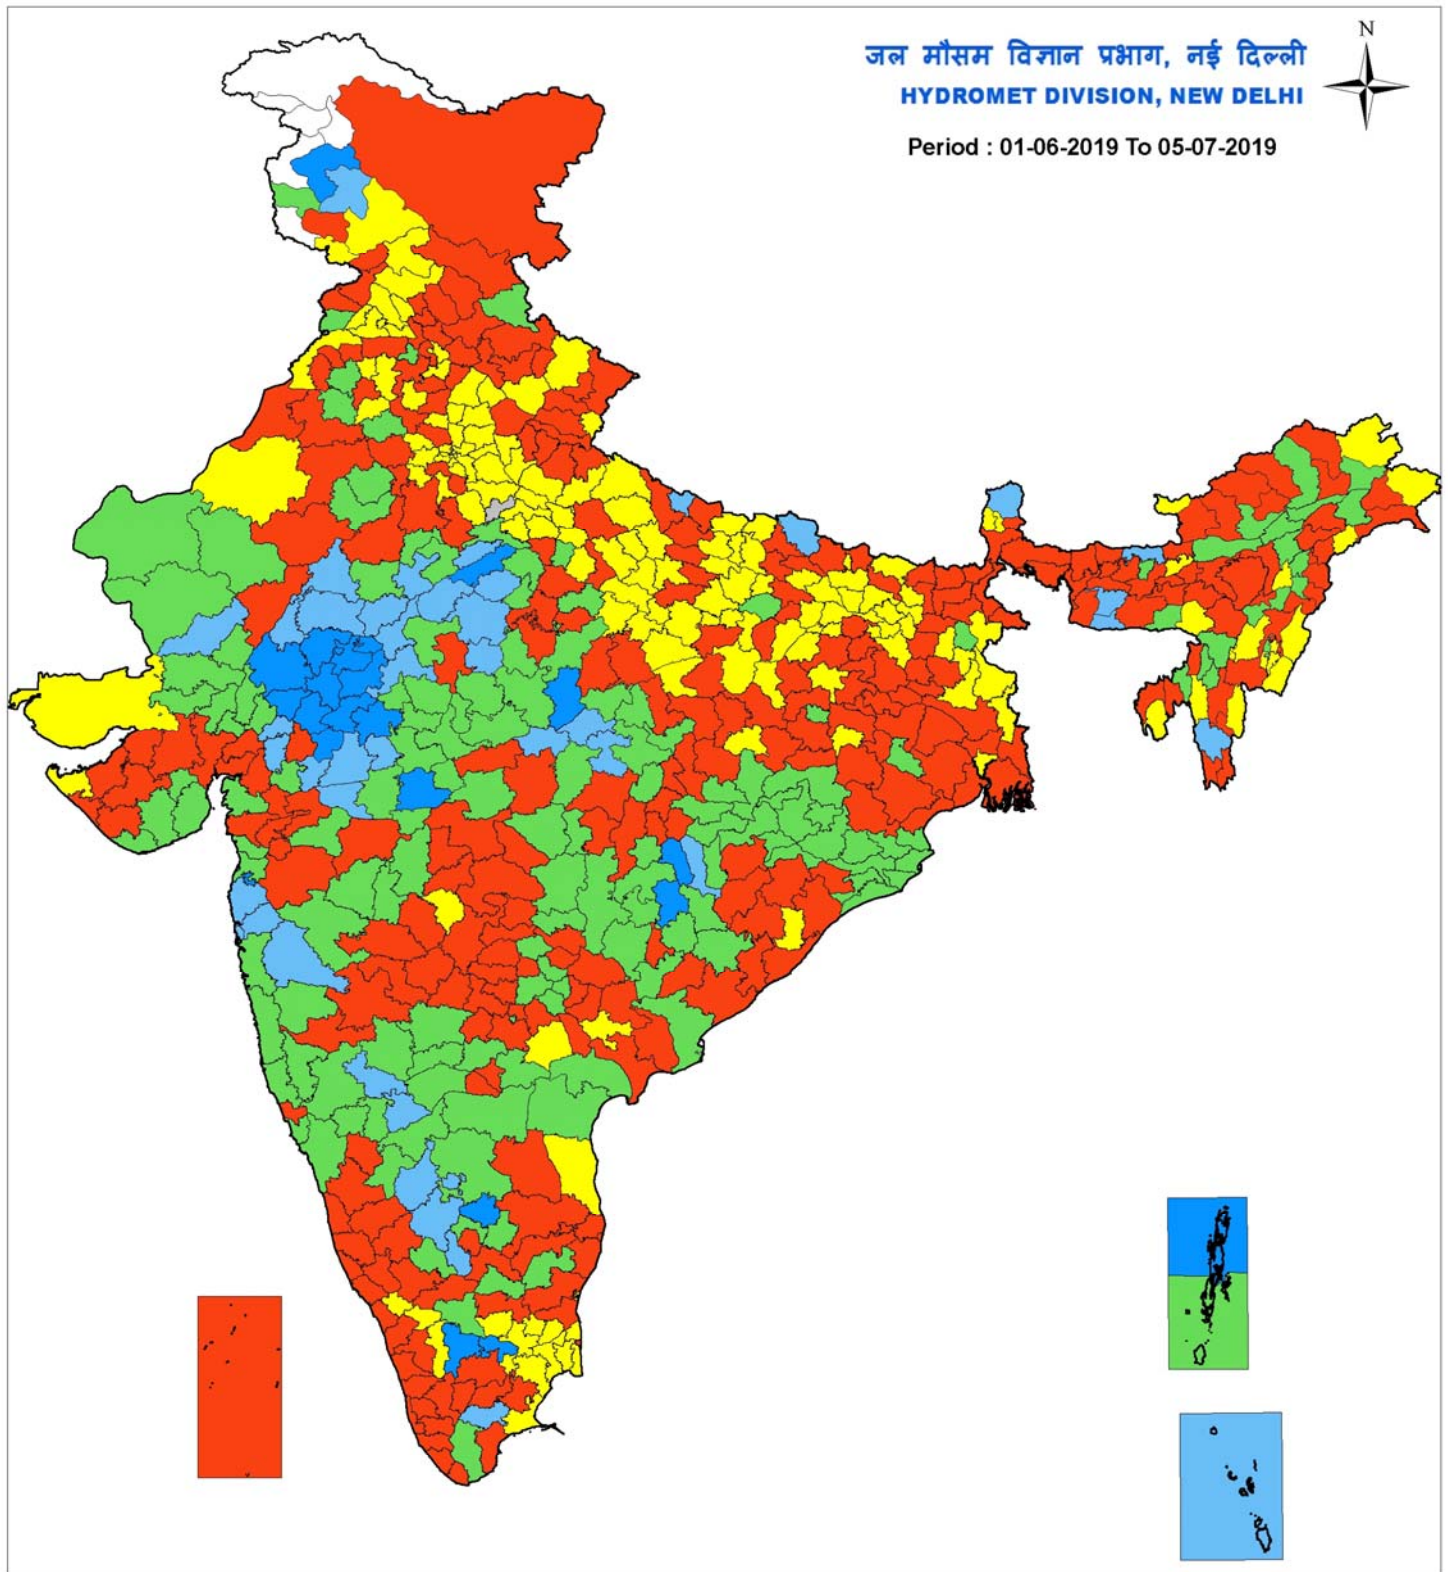 जल मौसम विज्ञान प्रभाग, नई दिल्ली
HYDROMET DIVISION, NEW DELHI
Period : 01-06-2019 To 05-07-2019
N